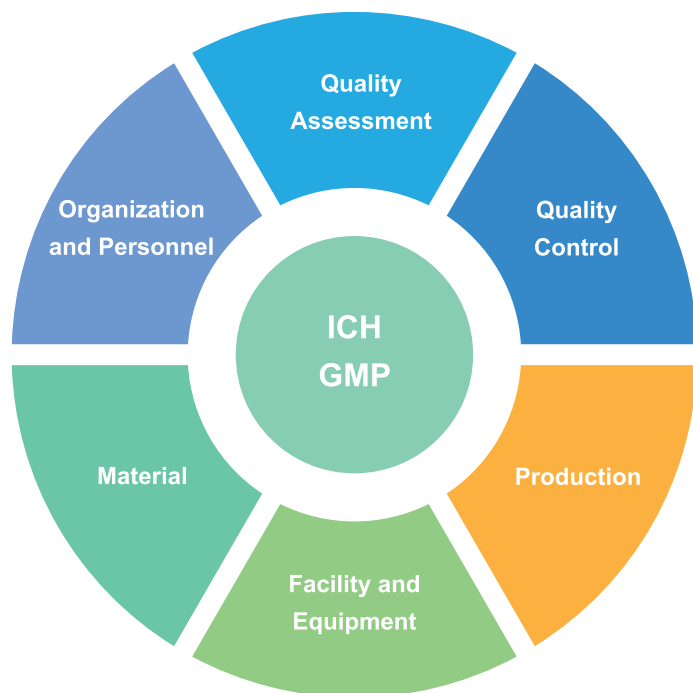 Quality
Assessment
Quality
Control
Production
Facility and
Equipment
Material
Organization
and Personnel
ICH
GMP